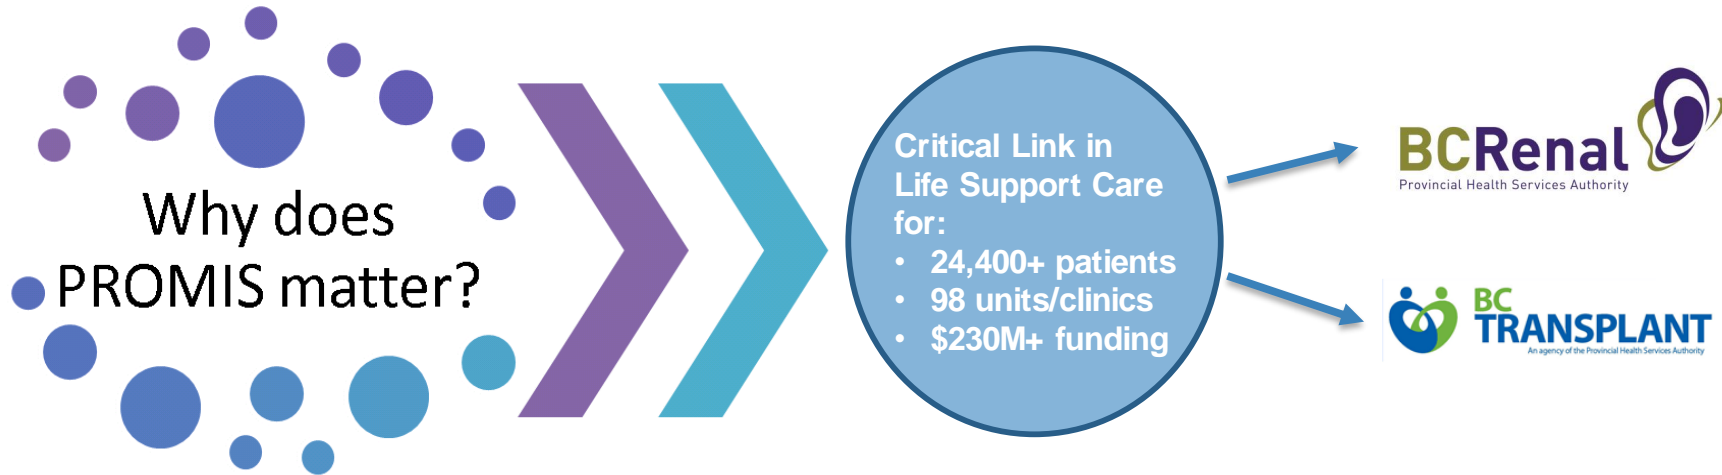 Why does
PROMIS matter?
Critical Link in
Life Support Care
for:
• 24,400+ patients
• 98 units/clinics
• $230M+ funding
BCRenal
Provincial Health Services Authority
BC
TRANSPLANT
An agency of the Provincial Health Services Authority